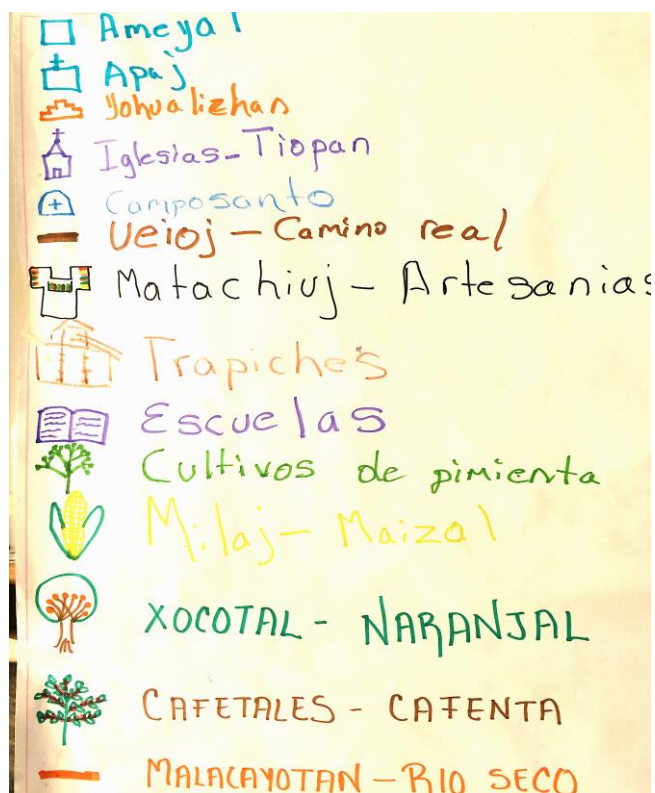 Ameyal
Apaj
Yohualizhan
Iglesias-Tiopan
Camposanto
Ueioj - Camino real
Matachiuj - Artesanias
Trapiches
Escuelas
Cultivos de pimienta
Milaj - Maizal
XOCOTAL - NARANJAL
CAFETALES - CAFENTA
MALACAYOTAN - RIO SECO